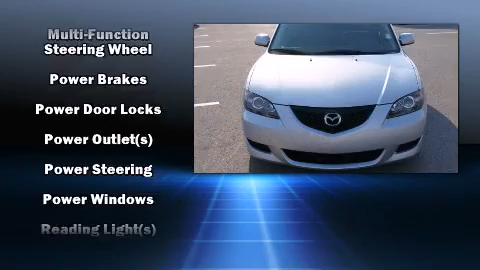 Multi-Function
Steering Wheel
Power Brakes
Power Door Locks
Power Outlet(s)
Power Steering
Power Windows
Reading Light(s)